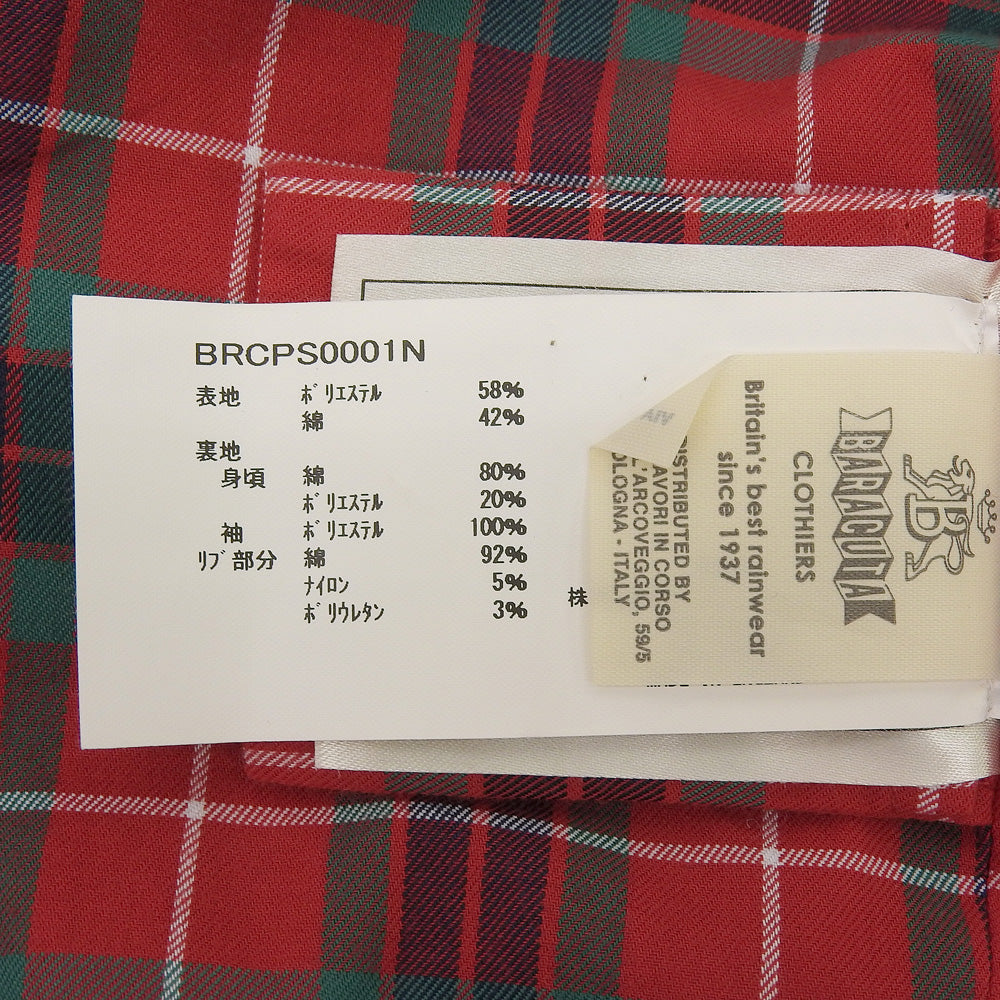 BRCPS0001N
表地 ﾎﾟﾘｴｽﾃﾙ 58%
綿 42%
裏地
身頃 綿 80%
ﾎﾟﾘｴｽﾃﾙ 20%
袖 ﾎﾟﾘｴｽﾃﾙ 100%
ﾘﾌﾞ部分 綿 92%
ﾅｲﾛﾝ 5%
ﾎﾟﾘｳﾚﾀﾝ 3%
株
BR
BARACUTA
CLOTHIERS
Britain's best rainwear
since 1937
DISTRIBUTED BY
AVORI IN CORSO
L'ARCOVEGGIO, 59/5
OLOGNA - ITALY